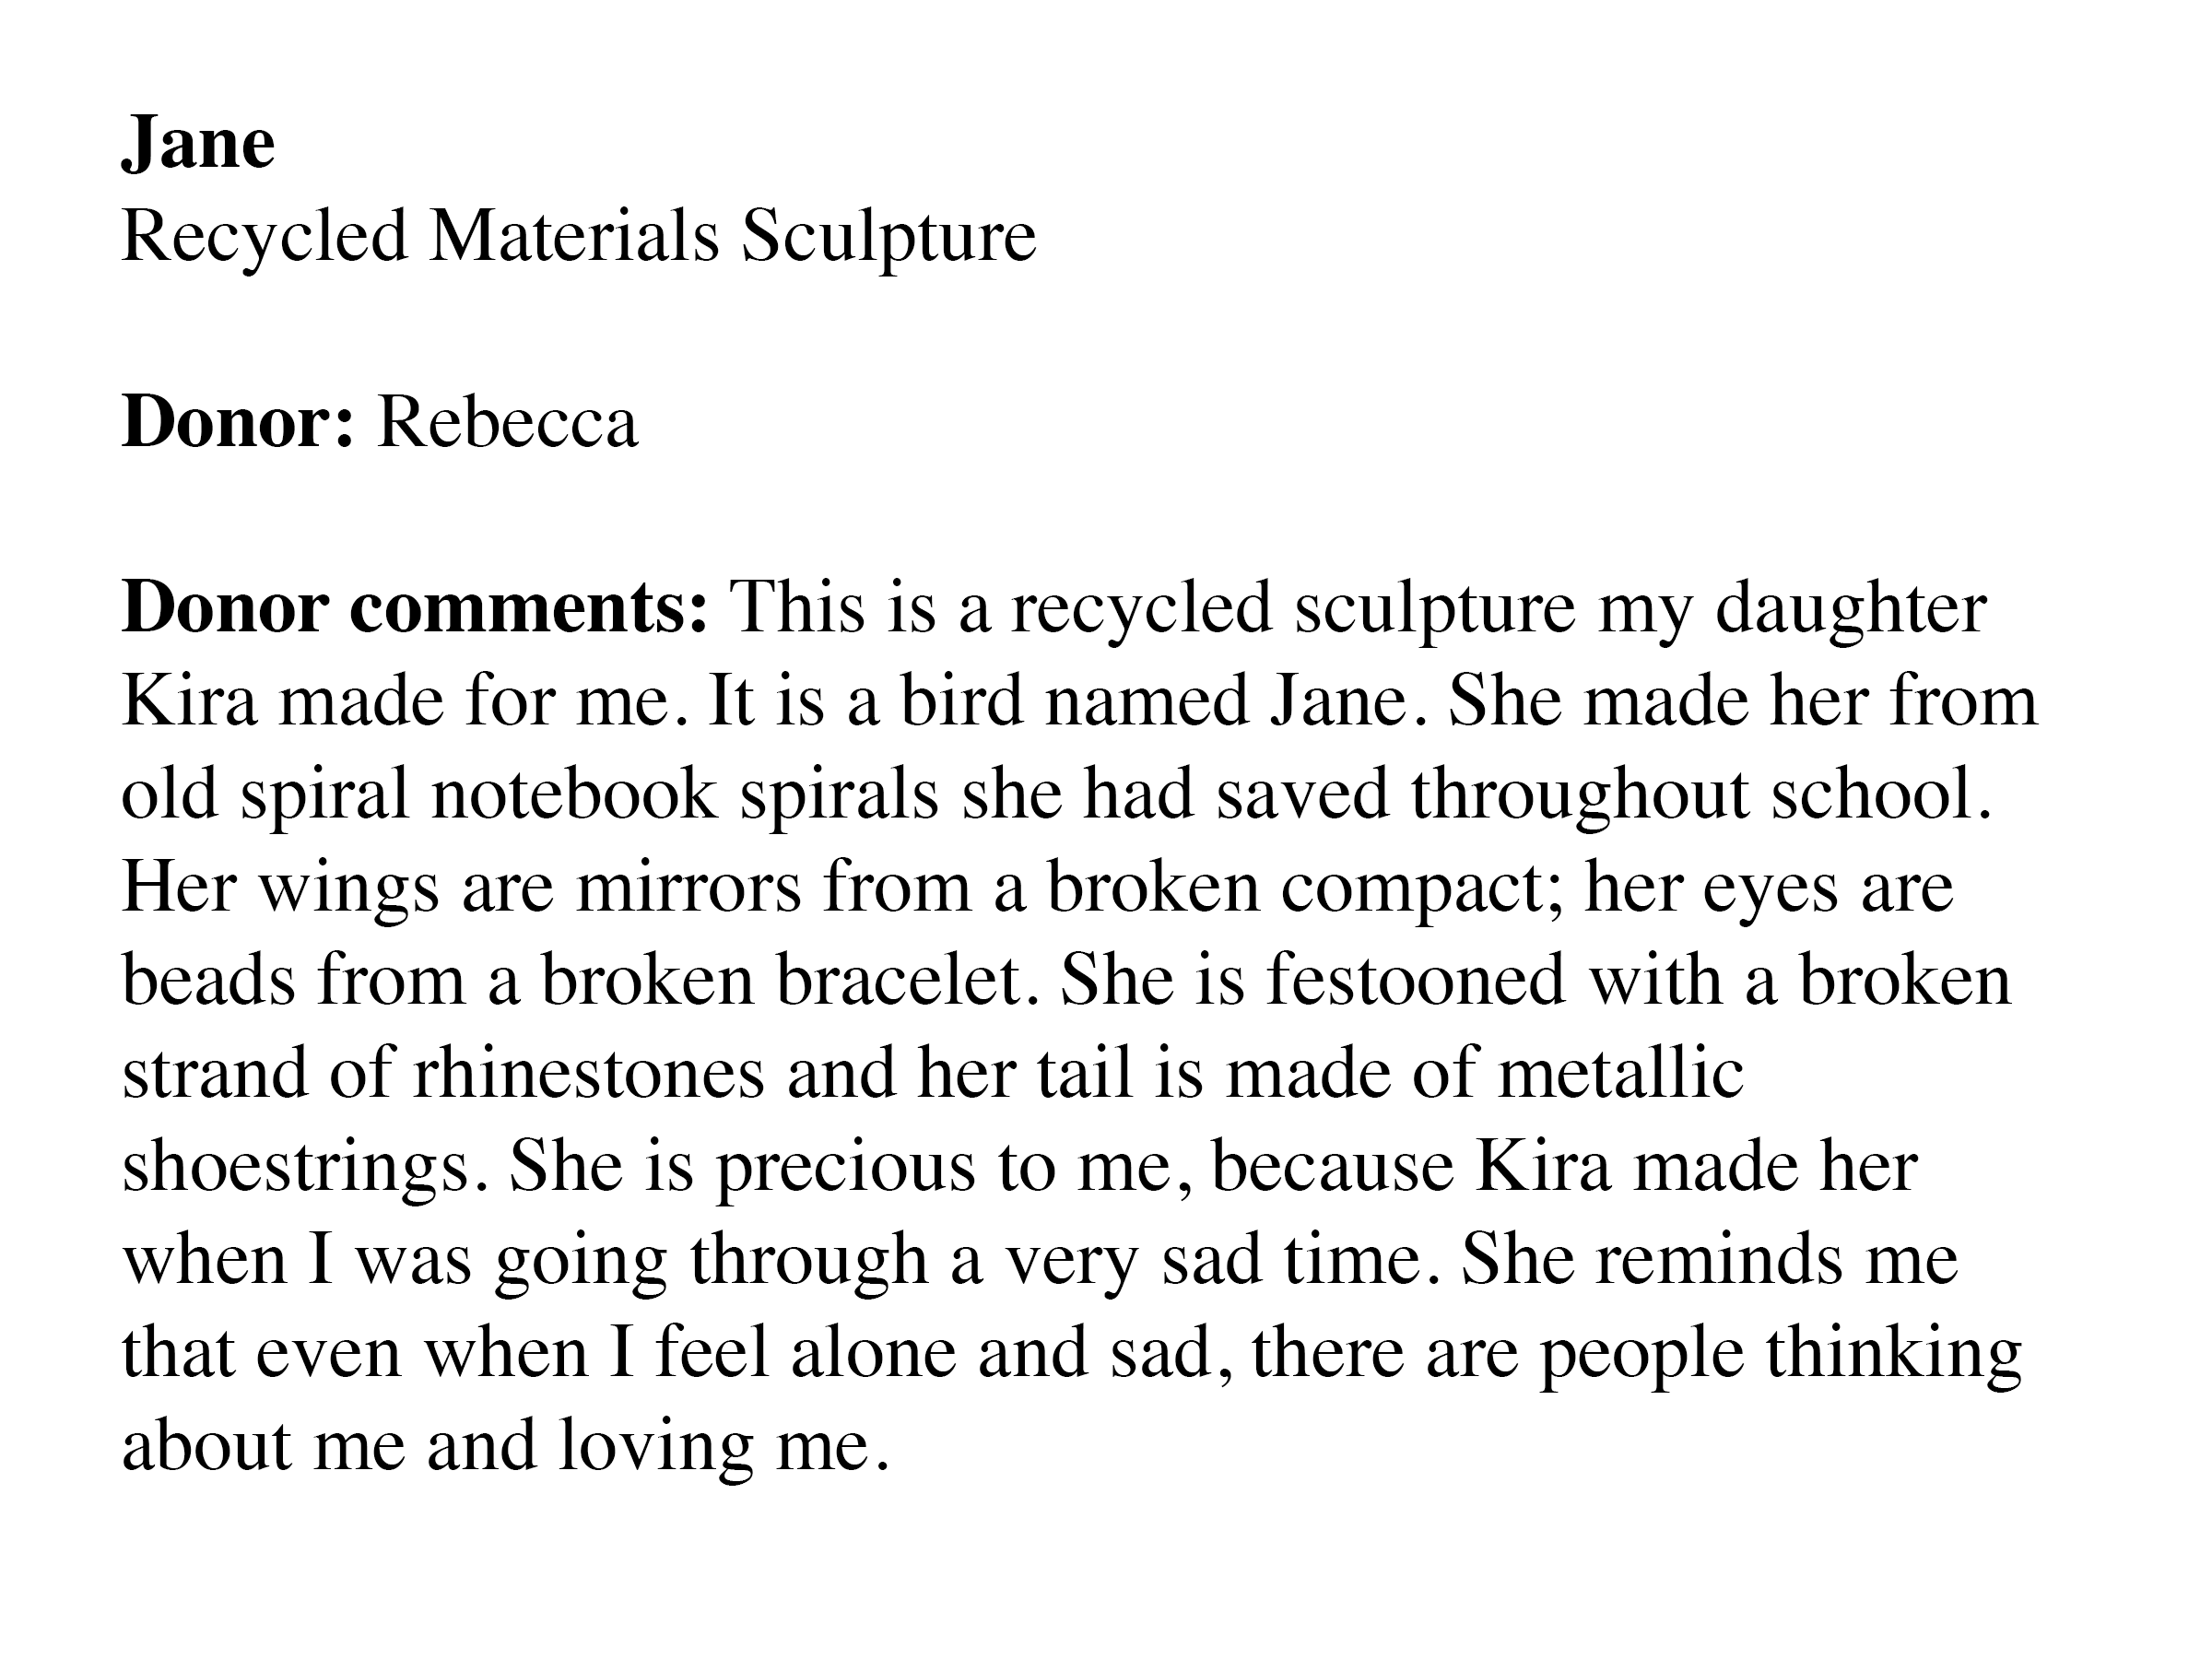 Jane
Recycled Materials Sculpture
Donor: Rebecca
Donor comments: This is a recycled sculpture my daughter
Kira made for me. It is a bird named Jane. She made her from
old spiral notebook spirals she had saved throughout school.
Her wings are mirrors from a broken compact; her eyes are
beads from a broken bracelet. She is festooned with a broken
strand of rhinestones and her tail is made of metallic
shoestrings. She is precious to me, because Kira made her
when I was going through a very sad time. She reminds me
that even when I feel alone and sad, there are people thinking
about me and loving me.